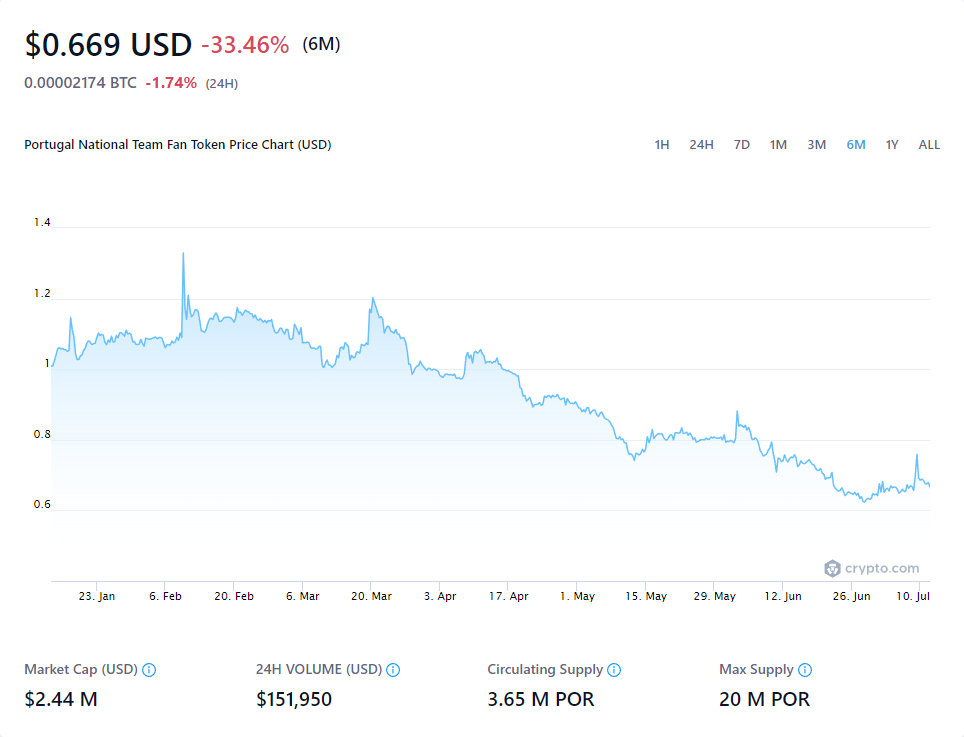 $0.669 USD -33.46% (6M)
0.00002174 BTC -1.74% (24H)
Portugal National Team Fan Token Price Chart (USD) 1H 24H 7D 1M 3M 6M 1Y ALL
1.4
1.2
1
0.8
0.6
crypto.com
23. Jan 6. Feb 20. Feb 6. Mar 20. Mar 3. Apr 17. Apr 1. May 15. May 29. May 12. Jun 26. Jun 10. Jul
Market Cap (USD) 24H VOLUME (USD) Circulating Supply Max Supply
$2.44 M $151,950 3.65 M POR 20 M POR